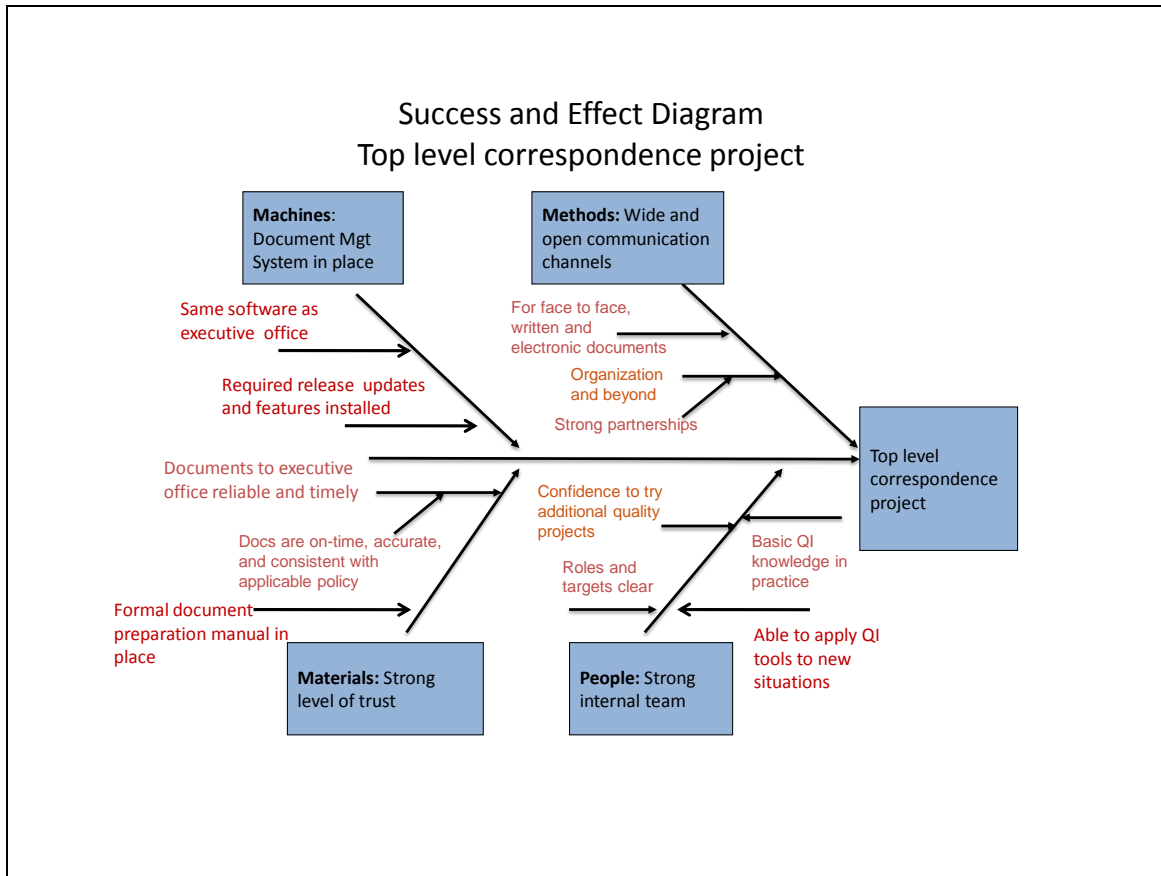 Success and Effect Diagram
Top level correspondence project
Machines:
Document Mgt
System in place
Methods: Wide and
open communication
channels
Same software as
executive office
For face to face,
written and
electronic documents
Required release updates
and features installed
Organization
and beyond
Strong partnerships
Top level
correspondence
project
Documents to executive
office reliable and timely
Confidence to try
additional quality
projects
Docs are on-time, accurate,
and consistent with
applicable policy
Basic QI
knowledge in
practice
Roles and
targets clear
Formal document
preparation manual in
place
Able to apply QI
tools to new
situations
Materials: Strong
level of trust
People: Strong
internal team